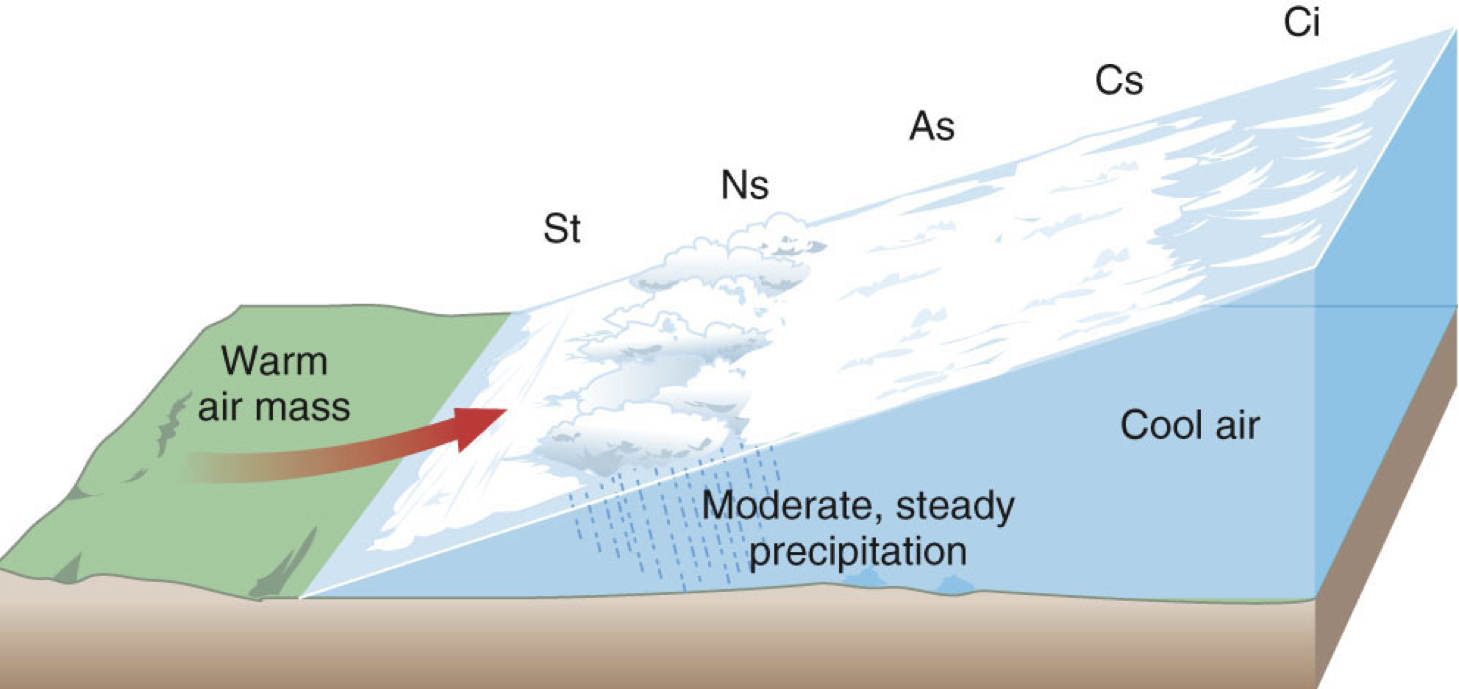 Ci
Cs
As
Ns
St
Warm
air mass
Cool air
Moderate, steady
precipitation